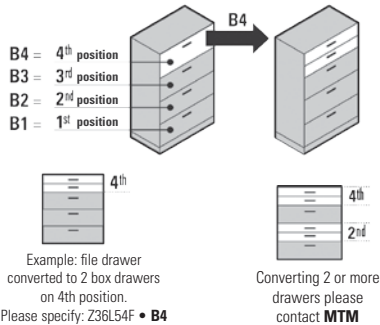 B4
B4 = 4th position
B3 = 3rd position
B2 = 2nd position
B1 = 1st position
4th
Example: file drawer
converted to 2 box drawers
on 4th position.
Please specify: Z36L54F • B4
4th
2nd
Converting 2 or more
drawers please
contact MTM